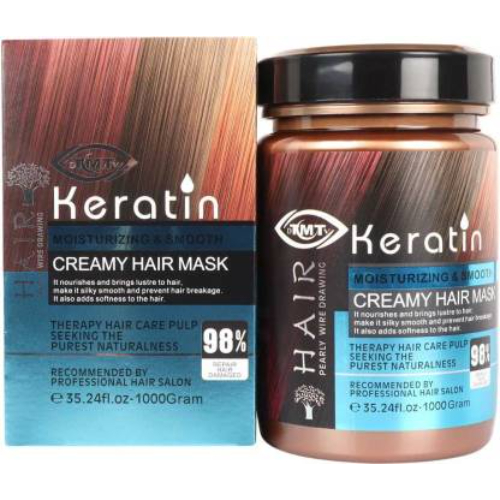 HAIR
WIRE DRAWING
TMT
Keratin
MOISTURIZING & SMOOTH
CREAMY HAIR MASK
It nourishes and brings lustre to hair,
make it silky smooth and prevent hair breakage.
It also adds softness to the hair.
THERAPY HAIR CARE PULP
SEEKING THE
PUREST NATURALNESS
98%
REPAIR
HAIR
DAMAGED
RECOMMENDED BY
PROFESSIONAL HAIR SALON
℮ 35.24fl.oz-1000Gram
HAIR
PEARLY WIRE DRAWING
TMT
Keratin
MOISTURIZING & SMOOTH
CREAMY HAIR MASK
It nourishes and brings lustre to hair,
make it silky smooth and prevent hair breakage.
It also adds softness to the hair.
THERAPY HAIR CARE PULP
SEEKING THE
PUREST NATURALNESS
98%
RECOMMENDED BY
PROFESSIONAL HAIR SALON
℮ 35.24fl.oz-1000Gram